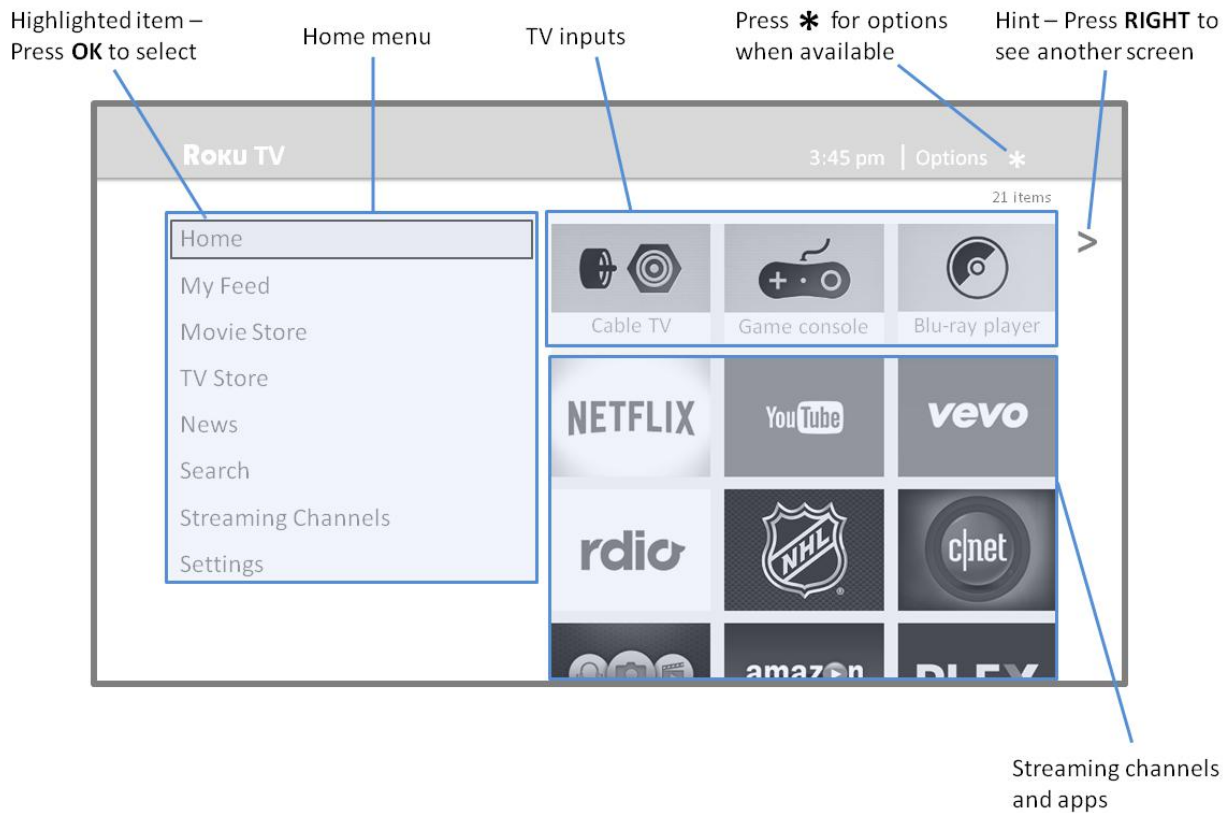 Highlighted item –
Press OK to select
Home menu
TV inputs
Press * for options
when available
Hint – Press RIGHT to
see another screen
ROKU TV
3:45 pm | Options *
21 items
Home
My Feed
Movie Store
TV Store
News
Search
Streaming Channels
Settings
>
Cable TV
Game console
Blu-ray player
NETFLIX
YouTube
vevo
rdio
NHL
c|net
amazon
PLEX
Streaming channels
and apps